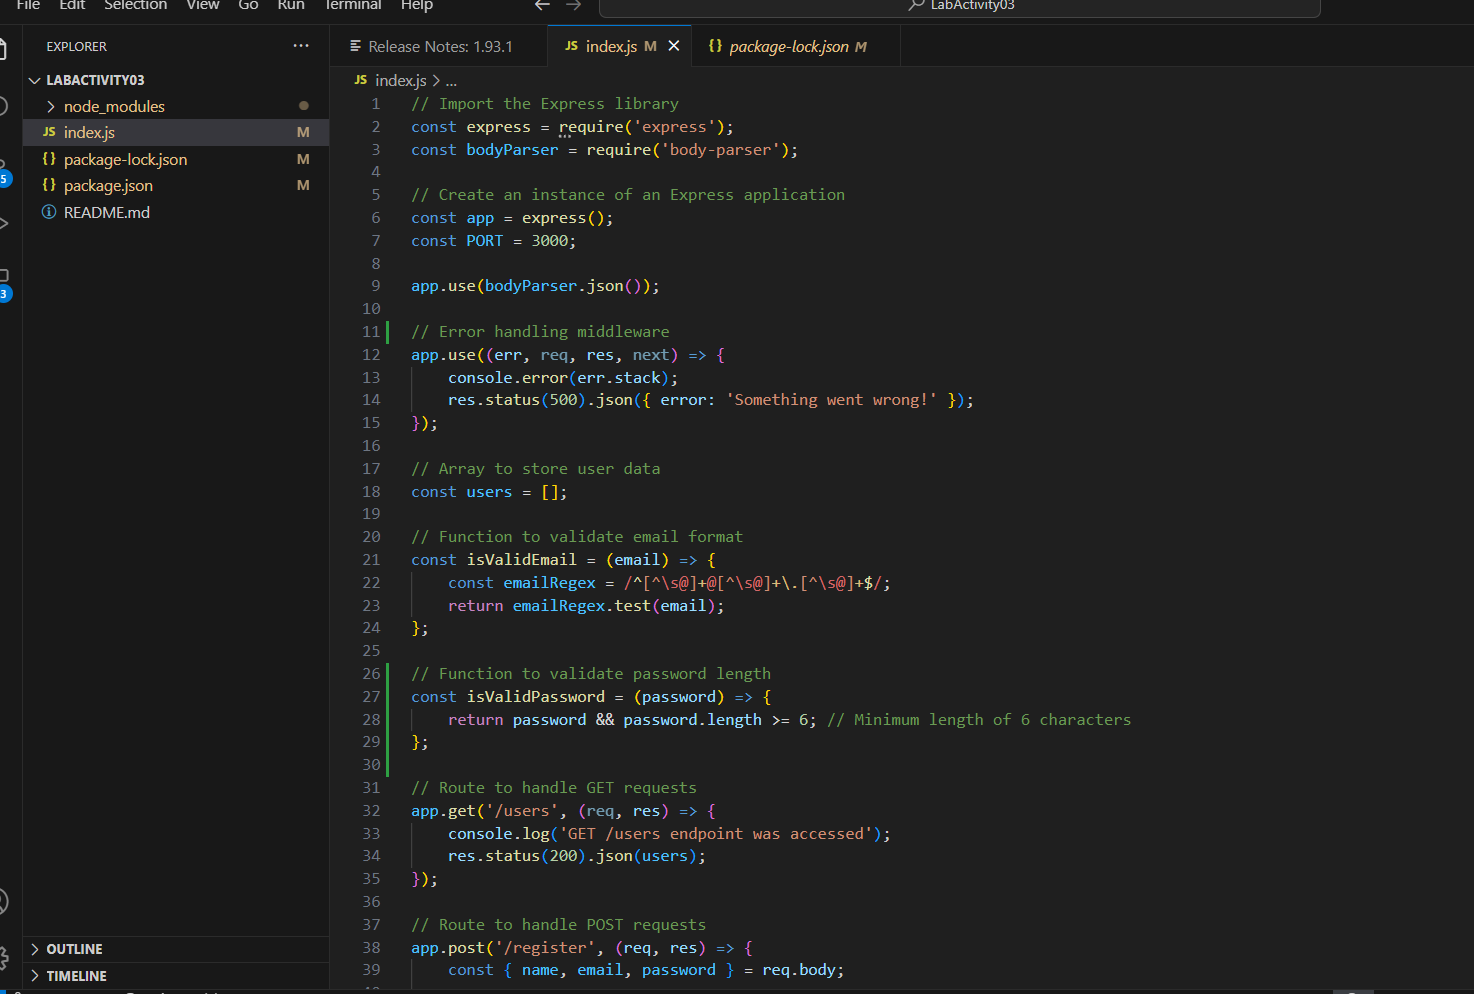 File Edit Selection View Go Run Terminal Help
LabActivity03
EXPLORER
LABACTIVITY03
node_modules
JS index.js M
{} package-lock.json M
{} package.json M
README.md
5
3
OUTLINE
TIMELINE
Release Notes: 1.93.1
JS index.js M
{} package-lock.json M
JS index.js > ...
1 // Import the Express library
2 const express = require('express');
3 const bodyParser = require('body-parser');
4
5 // Create an instance of an Express application
6 const app = express();
7 const PORT = 3000;
8
9 app.use(bodyParser.json());
10
11 // Error handling middleware
12 app.use((err, req, res, next) => {
13 console.error(err.stack);
14 res.status(500).json({ error: 'Something went wrong!' });
15 });
16
17 // Array to store user data
18 const users = [];
19
20 // Function to validate email format
21 const isValidEmail = (email) => {
22 const emailRegex = /^[^\s@]+@[^\s@]+\.[^\s@]+$/;
23 return emailRegex.test(email);
24 };
25
26 // Function to validate password length
27 const isValidPassword = (password) => {
28 return password && password.length >= 6; // Minimum length of 6 characters
29 };
30
31 // Route to handle GET requests
32 app.get('/users', (req, res) => {
33 console.log('GET /users endpoint was accessed');
34 res.status(200).json(users);
35 });
36
37 // Route to handle POST requests
38 app.post('/register', (req, res) => {
39 const { name, email, password } = req.body;